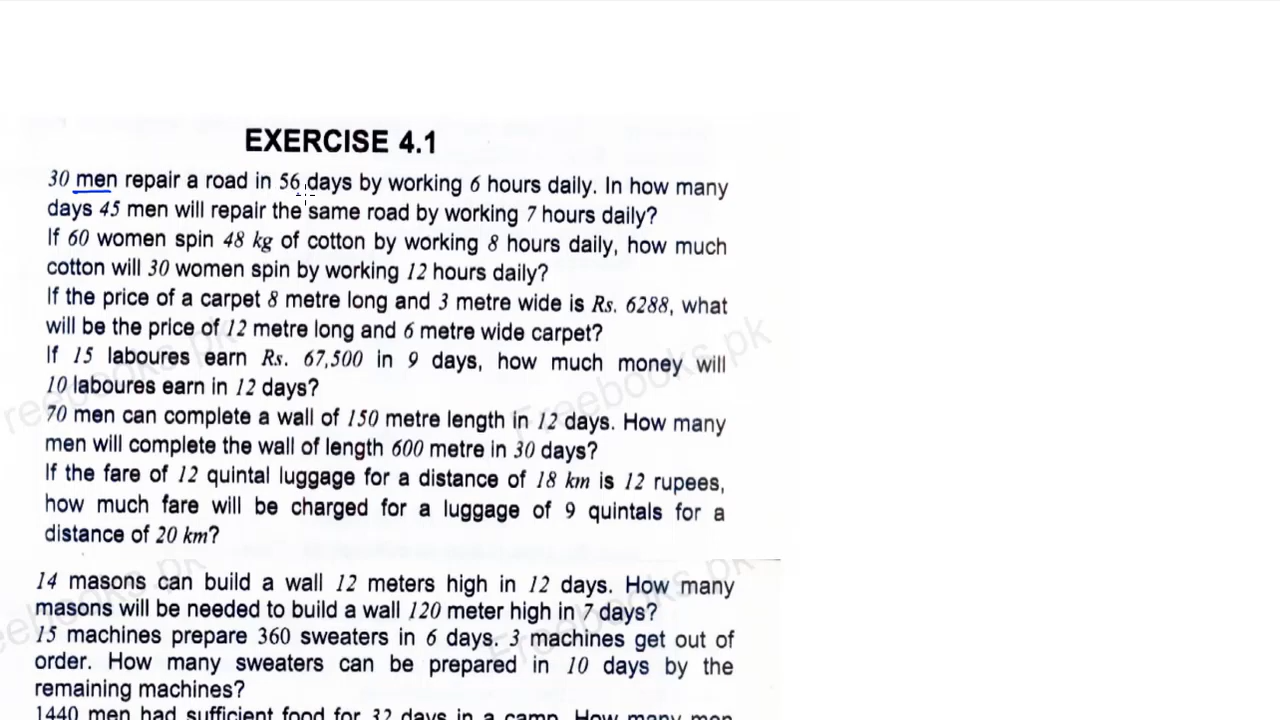 EXERCISE 4.1
30 men repair a road in 56 days by working 6 hours daily. In how many
days 45 men will repair the same road by working 7 hours daily?
If 60 women spin 48 kg of cotton by working 8 hours daily, how much
cotton will 30 women spin by working 12 hours daily?
If the price of a carpet 8 metre long and 3 metre wide is Rs. 6288, what
will be the price of 12 metre long and 6 metre wide carpet?
If 15 laboures earn Rs. 67,500 in 9 days, how much money will
10 laboures earn in 12 days?
70 men can complete a wall of 150 metre length in 12 days. How many
men will complete the wall of length 600 metre in 30 days?
If the fare of 12 quintal luggage for a distance of 18 km is 12 rupees,
how much fare will be charged for a luggage of 9 quintals for a
distance of 20 km?
14 masons can build a wall 12 meters high in 12 days. How many
masons will be needed to build a wall 120 meter high in 7 days?
15 machines prepare 360 sweaters in 6 days. 3 machines get out of
order. How many sweaters can be prepared in 10 days by the
remaining machines?
1440 men had sufficient food for 32 days in a camp. How many men
Freebooks.pk
Freebooks.pk